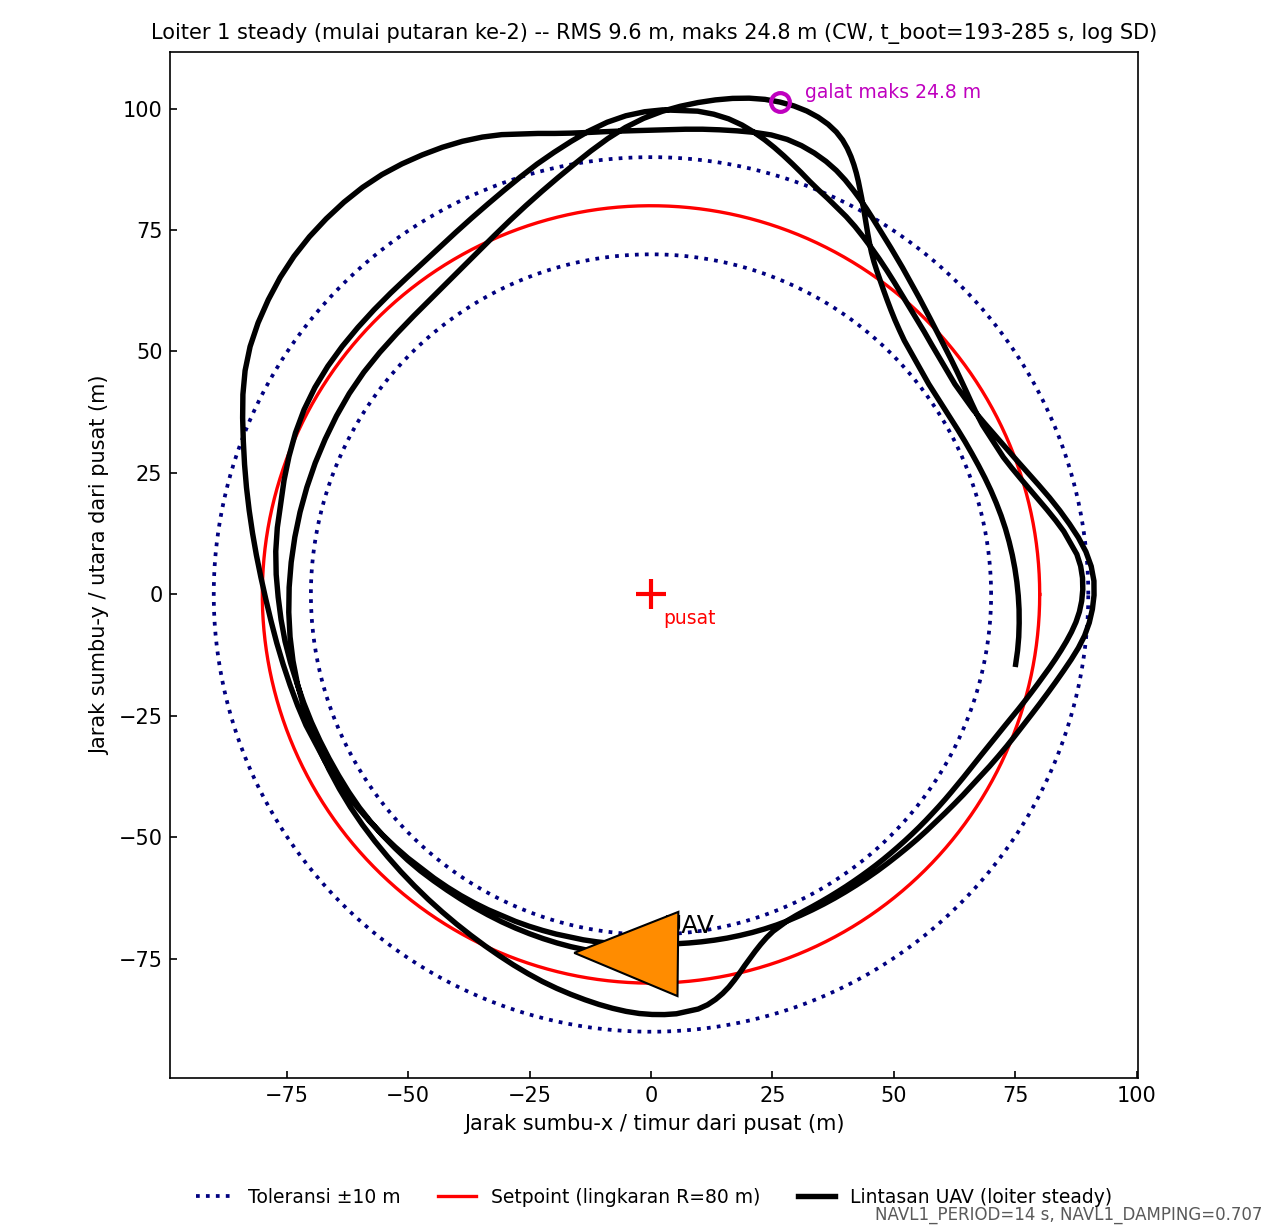 Loiter 1 steady (mulai putaran ke-2) -- RMS 9.6 m, maks 24.8 m (CW, t_boot=193-285 s, log SD)
galat maks 24.8 m
100
75
50
25
0
−25
−50
−75
Jarak sumbu-y / utara dari pusat (m)
pusat
−75
−50
−25
0
25
50
75
100
Jarak sumbu-x / timur dari pusat (m)
Toleransi ±10 m
Setpoint (lingkaran R=80 m)
Lintasan UAV (loiter steady)
NAVL1_PERIOD=14 s, NAVL1_DAMPING=0.707